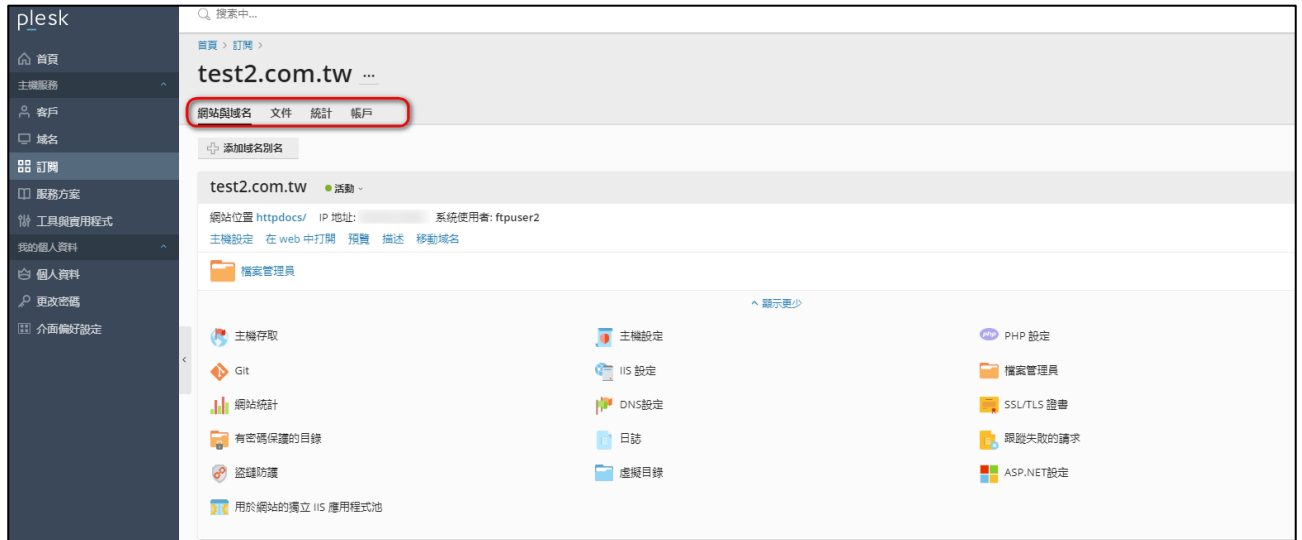 plesk
搜索中...
首頁
主機服務
客戶
域名
訂閱
服務方案
工具與實用程式
我的個人資料
個人資料
更改密碼
介面偏好設定
首頁 > 訂閱 >
test2.com.tw ...
網站與域名 文件 統計 帳戶
添加域名別名
test2.com.tw 活動
網站位置 httpdocs/ IP 地址: 系統使用者: ftpuser2
主機設定 在 web 中打開 預覽 描述 移動域名
檔案管理員
顯示更少
主機存取 主機設定 PHP 設定
Git IIS 設定 檔案管理員
網站統計 DNS設定 SSL/TLS 證書
有密碼保護的目錄 日誌 跟蹤失敗的請求
盜鏈防護 虛擬目錄 ASP.NET設定
用於網站的獨立 IIS 應用程式池